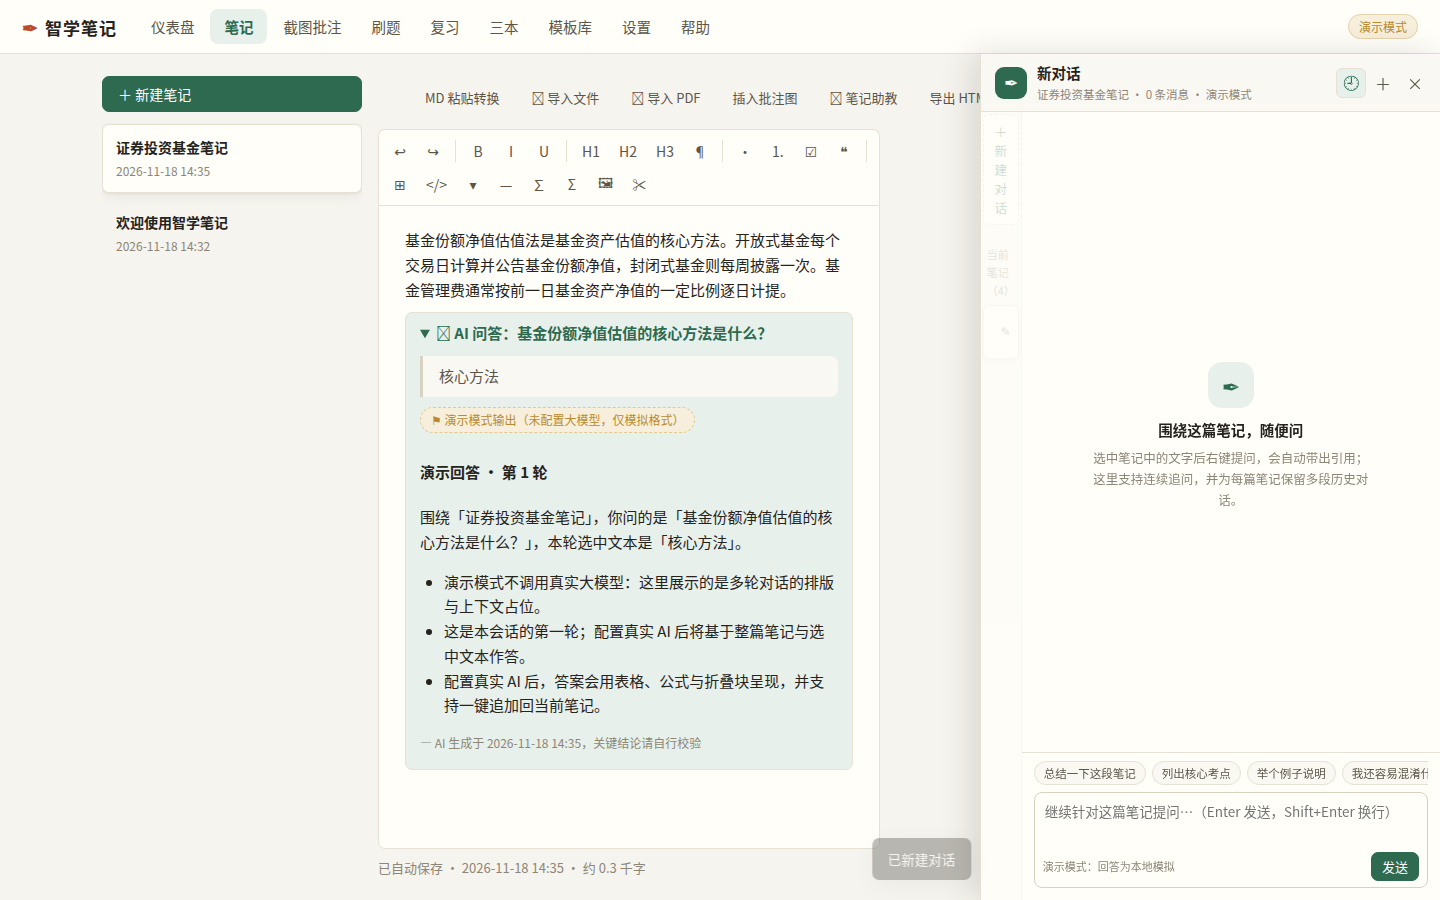 智学笔记
仪表盘
笔记
截图批注
刷题
复习
三本
模板库
设置
帮助
演示模式
＋ 新建笔记
证券投资基金笔记
2026-11-18 14:35
欢迎使用智学笔记
2026-11-18 14:32
MD 粘贴转换
导入文件
导入 PDF
插入批注图
笔记助教
导出 HTM
B I U H1 H2 H3 ¶ • 1. ☑ ❝
⊞ </> ▾ — ∑ Σ
基金份额净值估值法是基金资产估值的核心方法。开放式基金每个
交易日计算并公告基金份额净值，封闭式基金则每周披露一次。基
金管理费通常按前一日基金资产净值的一定比例逐日计提。
▼ AI 问答：基金份额净值估值的核心方法是什么？
核心方法
⚑ 演示模式输出（未配置大模型，仅模拟格式）
演示回答 · 第 1 轮
围绕「证券投资基金笔记」，你问的是「基金份额净值估值的核
心方法是什么？」，本轮选中文本是「核心方法」。
• 演示模式不调用真实大模型：这里展示的是多轮对话的排版
与上下文占位。
• 这是本会话的第一轮；配置真实 AI 后将基于整篇笔记与选
中文本作答。
• 配置真实 AI 后，答案会用表格、公式与折叠块呈现，并支
持一键追加回当前笔记。
— AI 生成于 2026-11-18 14:35，关键结论请自行校验
已自动保存 · 2026-11-18 14:35 · 约 0.3 千字
已新建对话
新对话
证券投资基金笔记 · 0 条消息 · 演示模式
＋
新
建
对
话
当前
笔记
（4）
围绕这篇笔记，随便问
选中笔记中的文字后右键提问，会自动带出引用；
这里支持连续追问，并为每篇笔记保留多段历史对
话。
总结一下这段笔记
列出核心考点
举个例子说明
我还容易混淆什
继续针对这篇笔记提问…（Enter 发送，Shift+Enter 换行）
演示模式：回答为本地模拟
发送